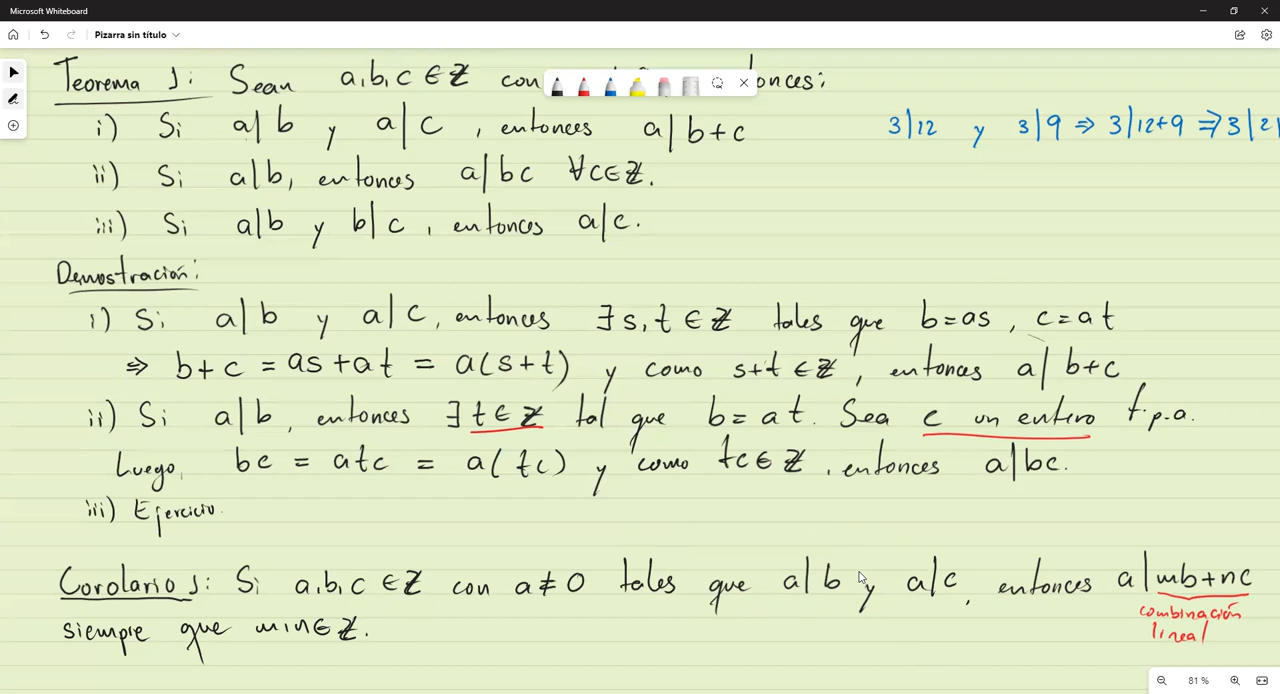 Microsoft Whiteboard
Pizarra sin título
Teorema 1: Sean a,b,c ∈ ℤ con onces:
i) Si a|b y a|c, entonces a|b+c
3|12 y 3|9 ⇒ 3|12+9 ⇒ 3|21
ii) Si a|b, entonces a|bc ∀c∈ℤ.
iii) Si a|b y b|c, entonces a|c.
Demostración:
i) Si a|b y a|c, entonces ∃ s,t ∈ ℤ tales que b=as, c=at
⇒ b+c = as+at = a(s+t) y como s+t ∈ ℤ, entonces a|b+c
ii) Si a|b, entonces ∃ t∈ℤ tal que b=at. Sea c un entero f.p.a.
Luego, bc = atc = a(tc) y como tc∈ℤ, entonces a|bc.
iii) Ejercicio.
Corolario 1: Si a,b,c ∈ ℤ con a≠0 tales que a|b y a|c, entonces a|mb+nc
combinación
lineal
siempre que m,n∈ℤ.
81 %